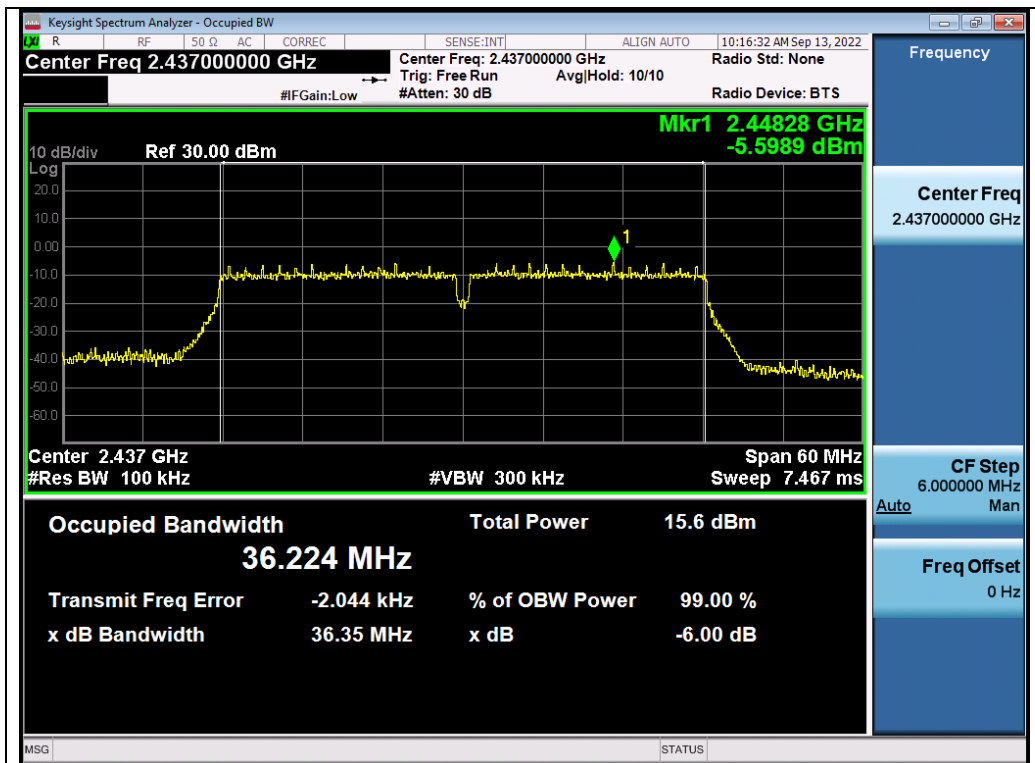 Keysight Spectrum Analyzer - Occupied BW
LXI R RF 50 Ω AC CORREC SENSE:INT ALIGN AUTO 10:16:32 AM Sep 13, 2022
Center Freq 2.437000000 GHz
Center Freq: 2.437000000 GHz
Radio Std: None
Trig: Free Run Avg|Hold: 10/10
#IFGain:Low
#Atten: 30 dB
Radio Device: BTS
Frequency
Mkr1 2.44828 GHz
-5.5989 dBm
10 dB/div Ref 30.00 dBm
Log
20.0
10.0
0.00
-10.0
-20.0
-30.0
-40.0
-50.0
-60.0
1
Center 2.437 GHz Span 60 MHz
#Res BW 100 kHz #VBW 300 kHz Sweep 7.467 ms
Center Freq
2.437000000 GHz
CF Step
6.000000 MHz
Auto Man
Freq Offset
0 Hz
Occupied Bandwidth Total Power 15.6 dBm
36.224 MHz
Transmit Freq Error -2.044 kHz % of OBW Power 99.00 %
x dB Bandwidth 36.35 MHz x dB -6.00 dB
MSG STATUS